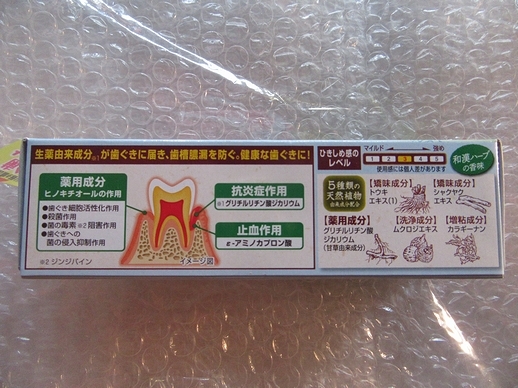 生薬由来成分※1が歯ぐきに届き、歯槽膿漏を防ぐ。健康な歯ぐきに!
薬用成分
ヒノキチオールの作用
●歯ぐき細胞活性化作用
●殺菌作用
●菌の毒素※2阻害作用
●歯ぐきへの
菌の侵入抑制作用
※2 ジンジパイン
抗炎症作用
※1グリチルリチン酸ジカリウム
止血作用
ε-アミノカプロン酸
イメージ図
ひきしめ感の
レベル
マイルド 強め
1 2 3 4 5
使用感には個人差があります
和漢ハーブ
の香味
5種類の
天然植物
由来成分配合
【矯味成分】
トウキ
エキス(1)
【矯味成分】
シャクヤク
エキス
【薬用成分】
グリチルリチン酸
ジカリウム
(甘草由来成分)
【洗浄成分】
ムクロジエキス
【増粘成分】
カラギーナン